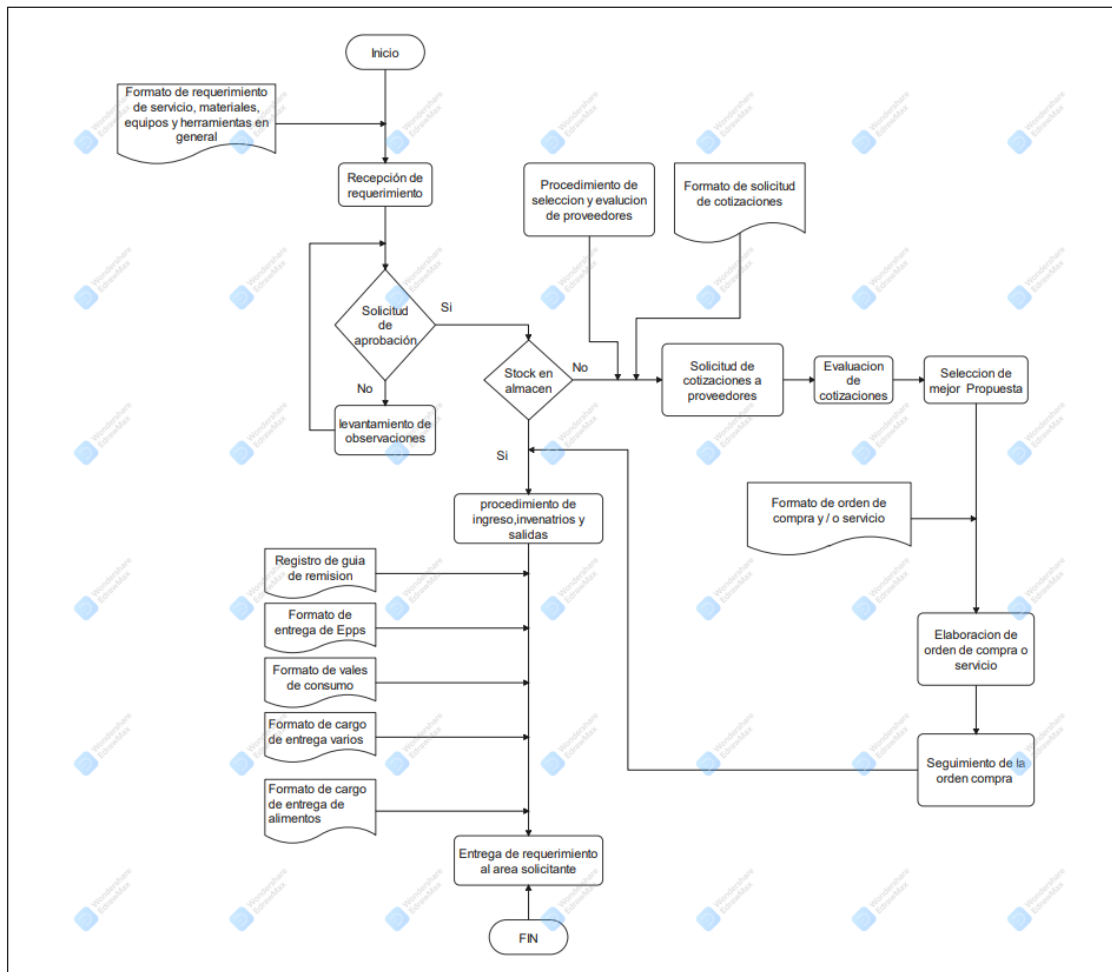 Inicio
Formato de requerimiento
de servicio, materiales,
equipos y herramientas en
general
Recepción de
requerimiento
Procedimiento de
seleccion y evalucion
de proveedores
Formato de solicitud
de cotizaciones
Solicitud
de
aprobación
Si
No
levantamiento de
observaciones
Stock en
almacen
No
Solicitud de
cotizaciones a
proveedores
Evaluacion
de
cotizaciones
Seleccion de
mejor Propuesta
Si
procedimiento de
ingreso,invenatrios y
salidas
Formato de orden de
compra y / o servicio
Registro de guia
de remision
Formato de
entrega de Epps
Formato de vales
de consumo
Formato de cargo
de entrega varios
Formato de cargo
de entrega de
alimentos
Elaboracion de
orden de compra o
servicio
Seguimiento de la
orden compra
Entrega de requerimiento
al area solicitante
FIN
Wondershare
EdrawMax